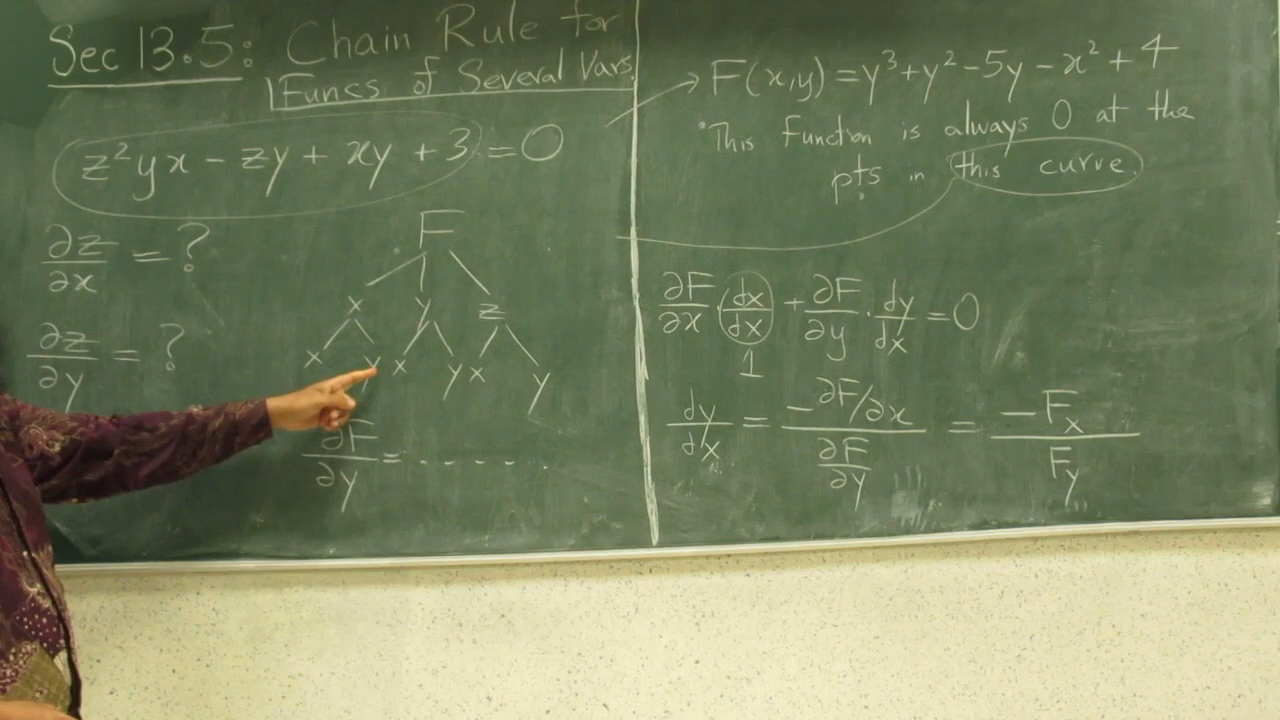 Sec 13.5: Chain Rule for
Funcs of Several Vars.
z²yx - zy + xy + 3 = 0
∂z/∂x = ?
∂z/∂y = ?
F
x y z
x y x y x y
∂F/∂y = - - - - - -
F(x,y) = y³+y²-5y-x²+4
This Function is always 0 at the
pts in this curve.
∂F/∂x · dx/dx + ∂F/∂y · dy/dx = 0
1
dy/dx = -∂F/∂x / ∂F/∂y = -Fx / Fy